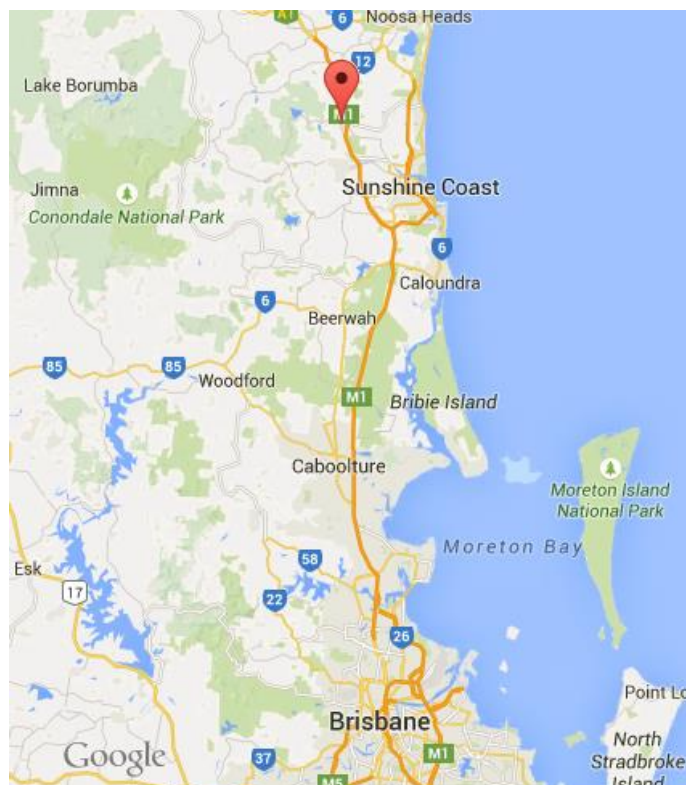 A1
6
Noosa Heads
12
Lake Borumba
M1
Jimna
Sunshine Coast
Conondale National Park
6
Caloundra
6
Beerwah
85
85
Woodford
M1
Bribie Island
Caboolture
Moreton Island
National Park
Moreton Bay
58
Esk
17
22
26
Point Lo
Brisbane
North
Stradbroke
Island
Google
37
M1
M5